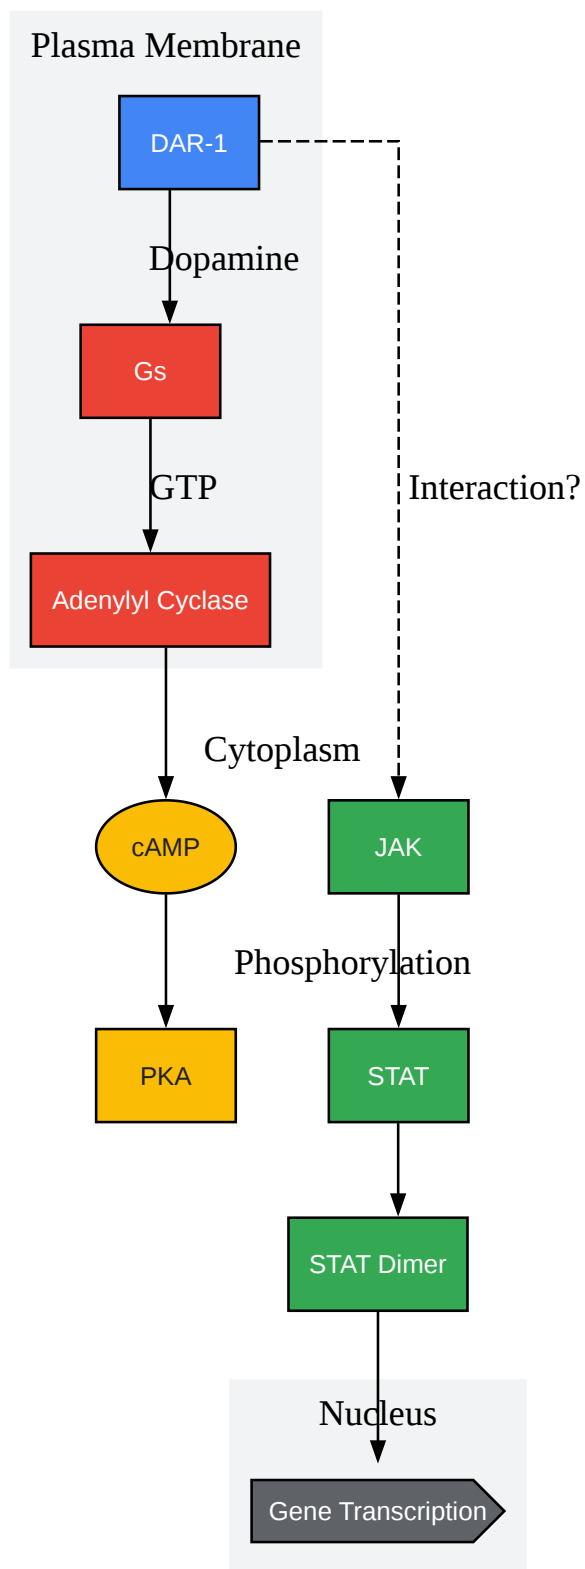 Plasma Membrane
DAR-1
Dopamine
Gs
GTP
Interaction?
Adenylyl Cyclase
Cytoplasm
cAMP
JAK
Phosphorylation
PKA
STAT
STAT Dimer
Nucleus
Gene Transcription